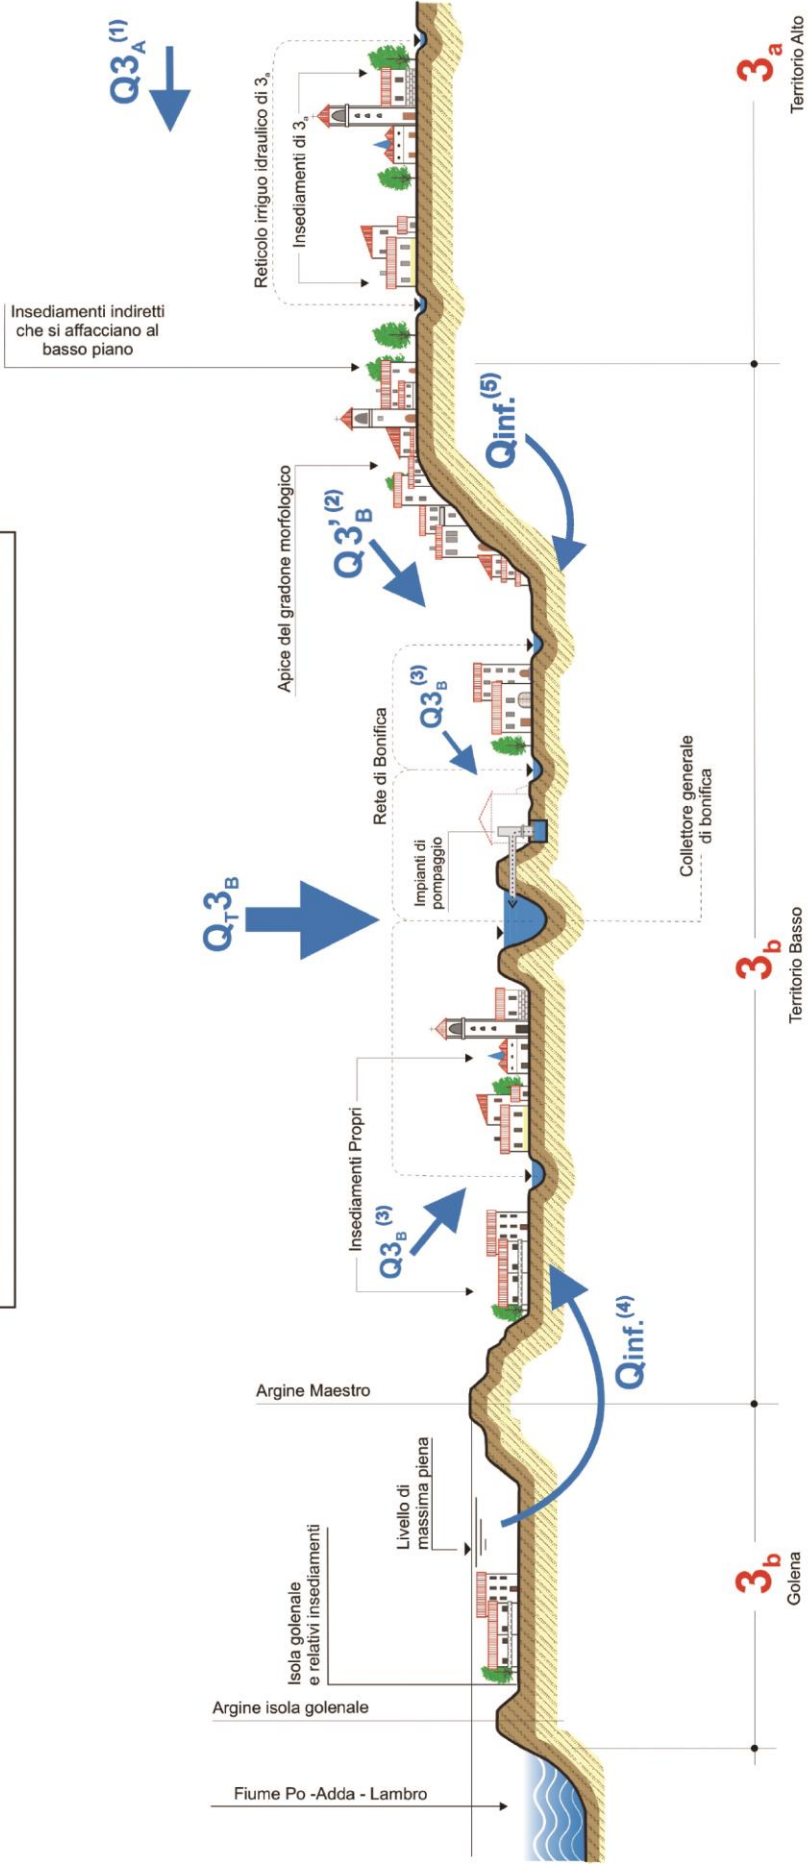 Q3A(1)
Reticolo irriguo idraulico di 3a
Insediamenti di 3a
Insediamenti indiretti
che si affacciano al
basso piano
Apice del gradone morfologico
Q3'B(2)
Qinf.(5)
Rete di Bonifica
Q3B(3)
Impianti di
pompaggio
QT3B
Collettore generale
di bonifica
Insediamenti Propri
Q3B(3)
Argine Maestro
Qinf.(4)
Livello di
massima piena
Isola golenale
e relativi insediamenti
Argine isola golenale
Fiume Po -Adda - Lambro
3b
Golena
3b
Territorio Basso
3a
Territorio Alto